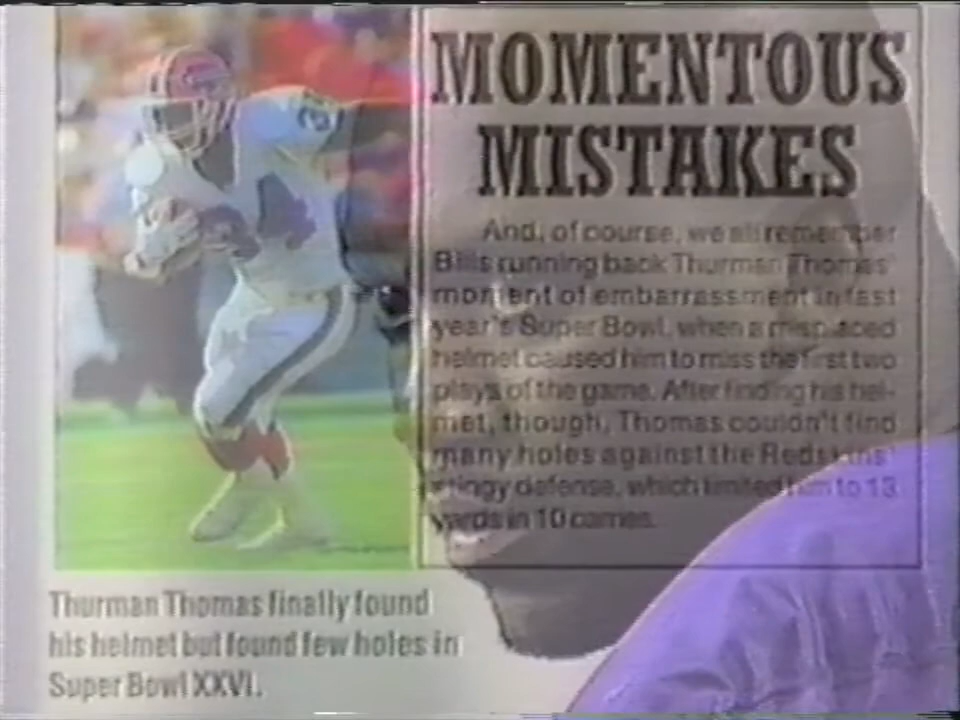 MOMENTOUS
MISTAKES
And, of course, we all remember
Bills running back Thurman Thomas'
moment of embarrassment in last
year's Super Bowl, when a misplaced
helmet caused him to miss the first two
plays of the game. After finding his hel-
met, though, Thomas couldn't find
many holes against the Redskins'
stingy defense, which limited him to 13
yards in 10 carries.
34
Thurman Thomas finally found
his helmet but found few holes in
Super Bowl XXVI.